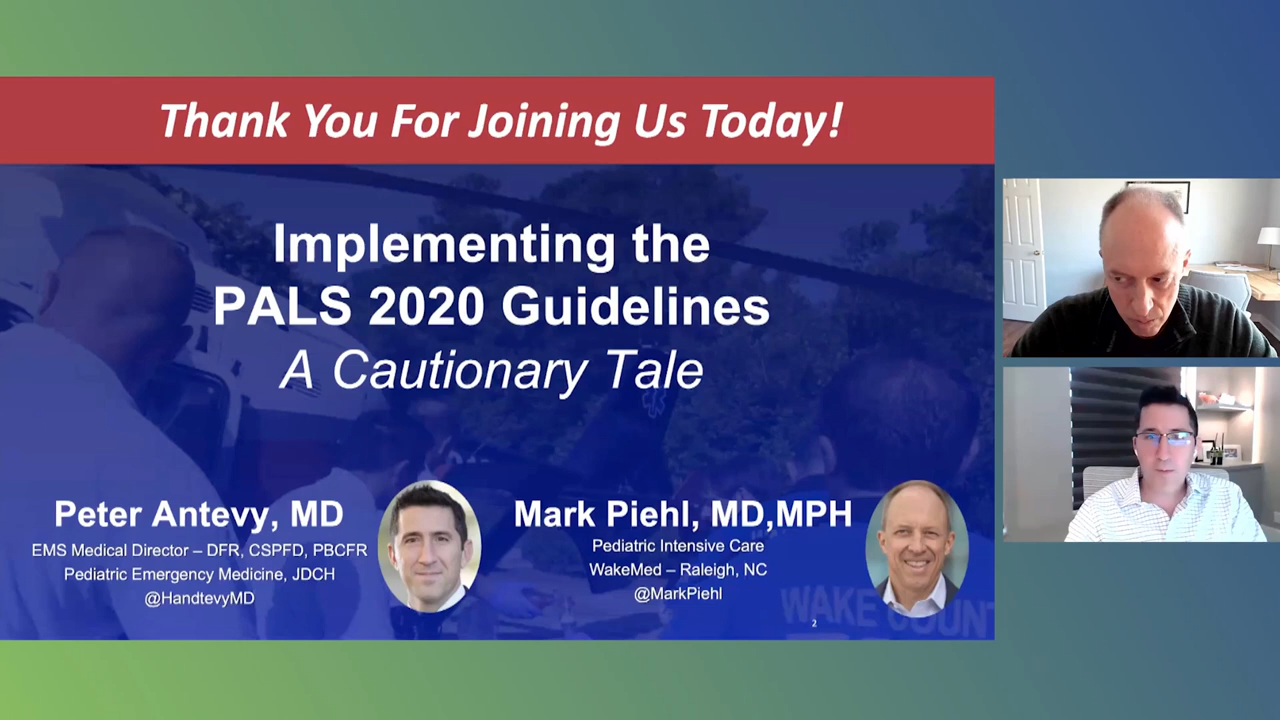 Thank You For Joining Us Today!
Implementing the
PALS 2020 Guidelines
A Cautionary Tale
Peter Antevy, MD
EMS Medical Director – DFR, CSPFD, PBCFR
Pediatric Emergency Medicine, JDCH
@HandtevyMD
Mark Piehl, MD,MPH
Pediatric Intensive Care
WakeMed – Raleigh, NC
@MarkPiehl
WAKE COUNT
2